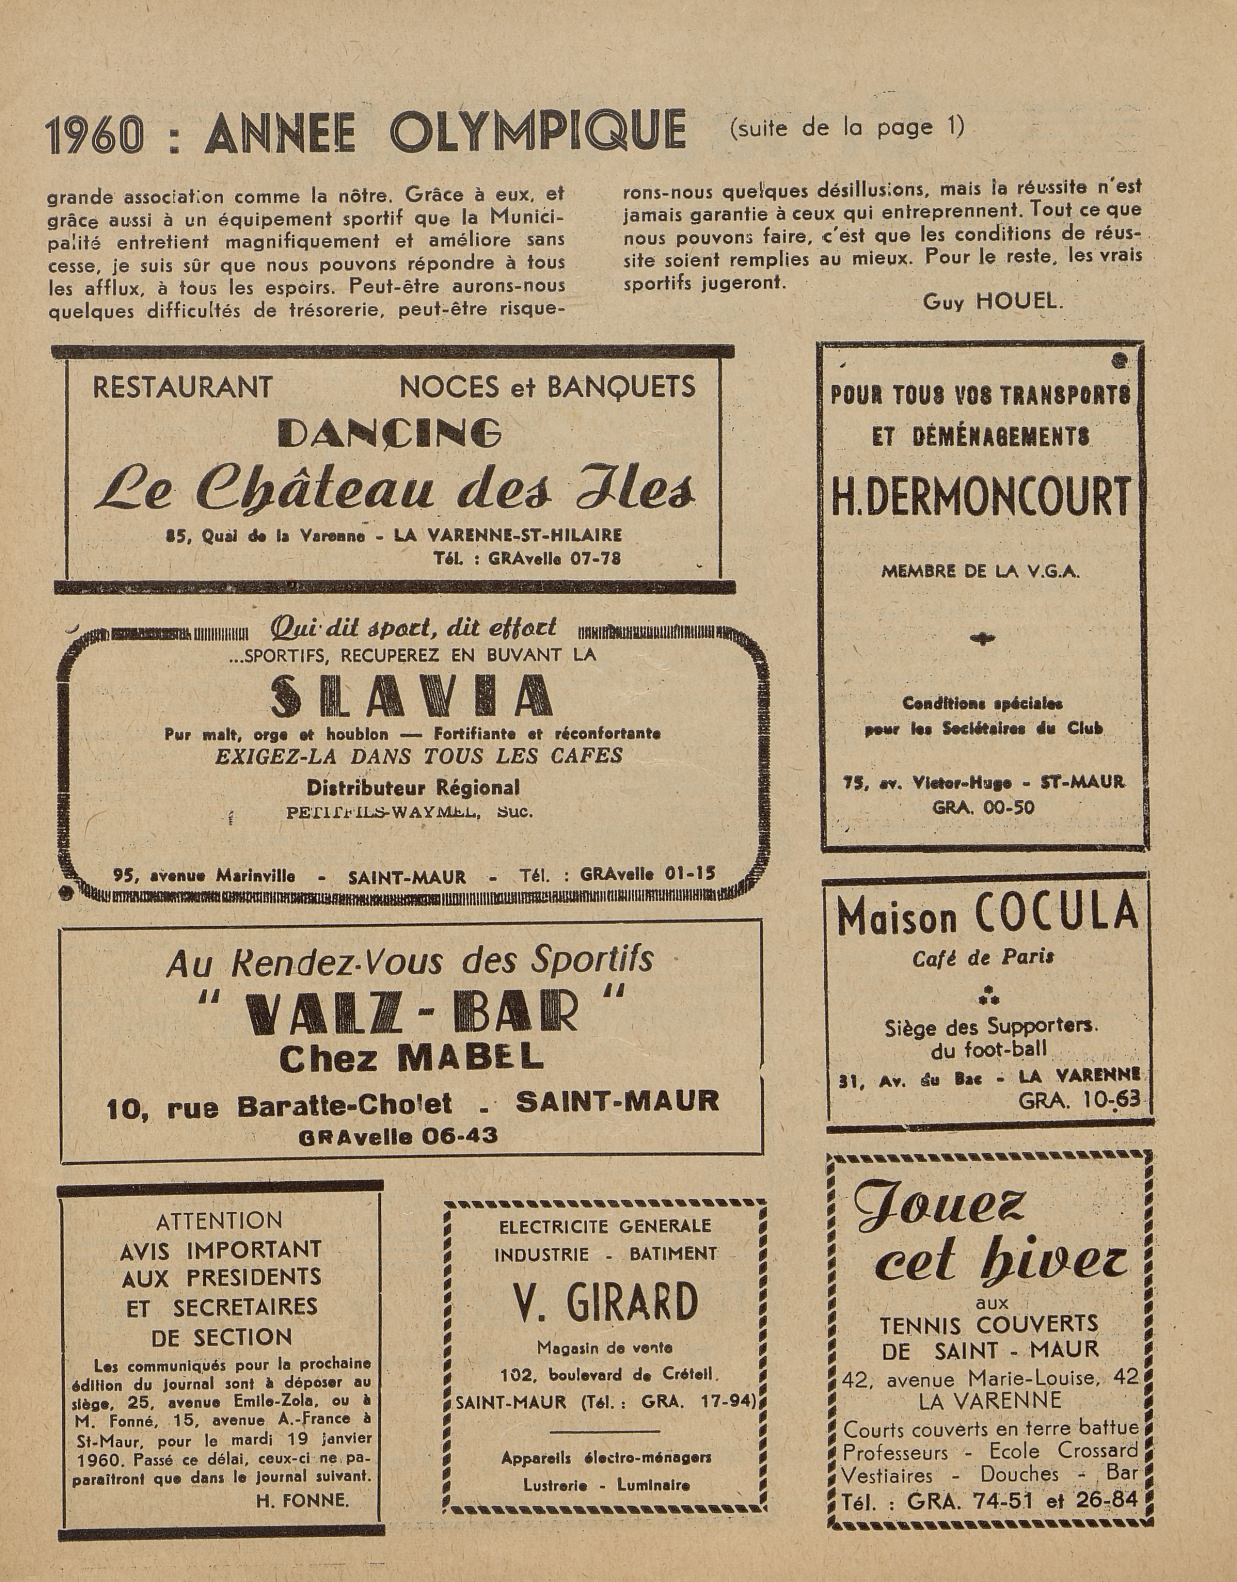 1960 : ANNEE OLYMPIQUE (suite de la page 1)
grande association comme la nôtre. Grâce à eux, et
grâce aussi à un équipement sportif que la Munici-
palité entretient magnifiquement et améliore sans
cesse, je suis sûr que nous pouvons répondre à tous
les afflux, à tous les espoirs. Peut-être aurons-nous
quelques difficultés de trésorerie, peut-être risque-
rons-nous quelques désillusions, mais la réussite n'est
jamais garantie à ceux qui entreprennent. Tout ce que
nous pouvons faire, c'est que les conditions de réus-
site soient remplies au mieux. Pour le reste, les vrais
sportifs jugeront.
Guy HOUEL.
RESTAURANT NOCES et BANQUETS
DANCING
Le Château des Iles
85, Quai de la Varenne - LA VARENNE-ST-HILAIRE
Tél. : GRAvelle 07-78
Qui dit sport, dit effort
...SPORTIFS, RECUPEREZ EN BUVANT LA
SLAVIA
Pur malt, orge et houblon — Fortifiante et réconfortante
EXIGEZ-LA DANS TOUS LES CAFES
Distributeur Régional
PETITFILS-WAYMEL, Suc.
95, avenue Marinville - SAINT-MAUR - Tél. : GRAvelle 01-15
Au Rendez-Vous des Sportifs
" VALZ-BAR "
Chez MABEL
10, rue Baratte-Cholet - SAINT-MAUR
GRAvelle 06-43
ATTENTION
AVIS IMPORTANT
AUX PRESIDENTS
ET SECRETAIRES
DE SECTION
Les communiqués pour la prochaine
édition du journal sont à déposer au
siège, 25, avenue Emile-Zola, ou à
M. Fonné, 15, avenue A.-France à
St-Maur, pour le mardi 19 janvier
1960. Passé ce délai, ceux-ci ne pa-
paraîtront que dans le journal suivant.
H. FONNE.
ELECTRICITE GENERALE
INDUSTRIE - BATIMENT
V. GIRARD
Magasin de vente
102, boulevard de Créteil.
SAINT-MAUR (Tél. : GRA. 17-94)
Appareils électro-ménagers
Lustrerie - Luminaire
POUR TOUS VOS TRANSPORTS
ET DÉMÉNAGEMENTS
H.DERMONCOURT
MEMBRE DE LA V.G.A.
Conditions spéciales
pour les Sociétaires du Club
75, av. Victor-Hugo - ST-MAUR
GRA. 00-50
Maison COCULA
Café de Paris
Siège des Supporters.
du foot-ball
31, Av. du Bac - LA VARENNE
GRA. 10-63
Jouez
cet hiver
aux
TENNIS COUVERTS
DE SAINT - MAUR
42, avenue Marie-Louise, 42
LA VARENNE
Courts couverts en terre battue
Professeurs - Ecole Crossard
Vestiaires - Douches - Bar
Tél. : GRA. 74-51 et 26-84